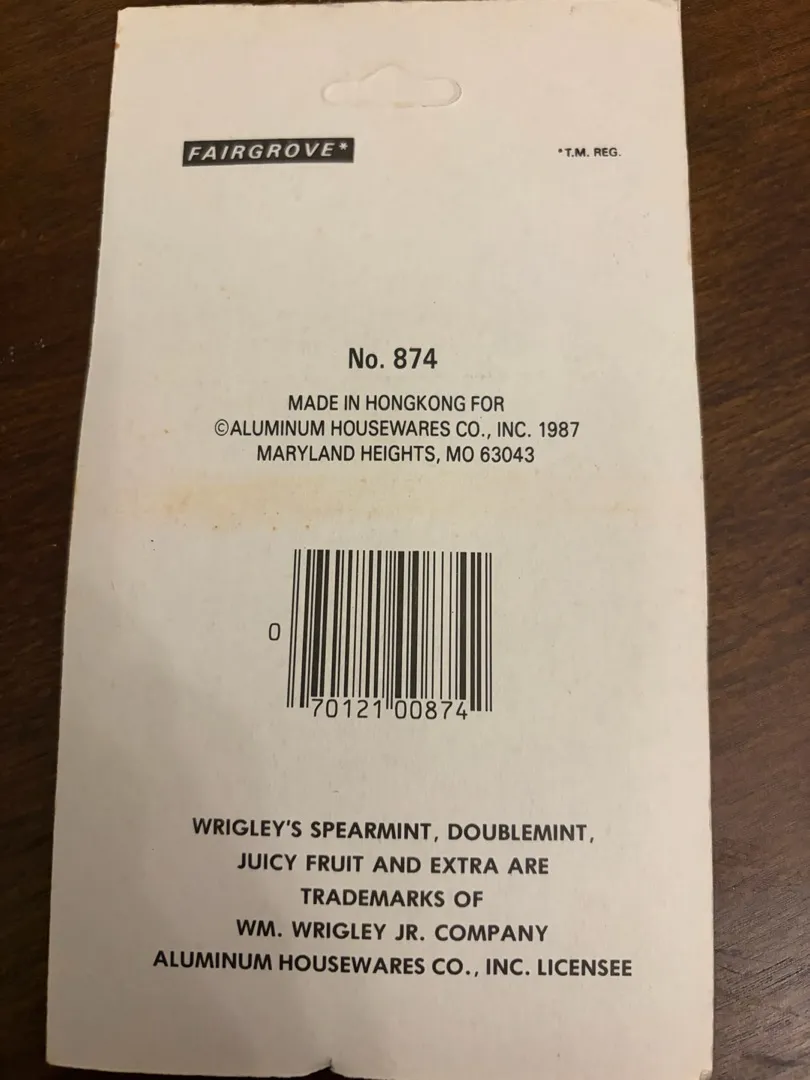 FAIRGROVE*
*T.M. REG.
No. 874
MADE IN HONGKONG FOR
©ALUMINUM HOUSEWARES CO., INC. 1987
MARYLAND HEIGHTS, MO 63043
0
70121 00874
WRIGLEY'S SPEARMINT, DOUBLEMINT,
JUICY FRUIT AND EXTRA ARE
TRADEMARKS OF
WM. WRIGLEY JR. COMPANY
ALUMINUM HOUSEWARES CO., INC. LICENSEE